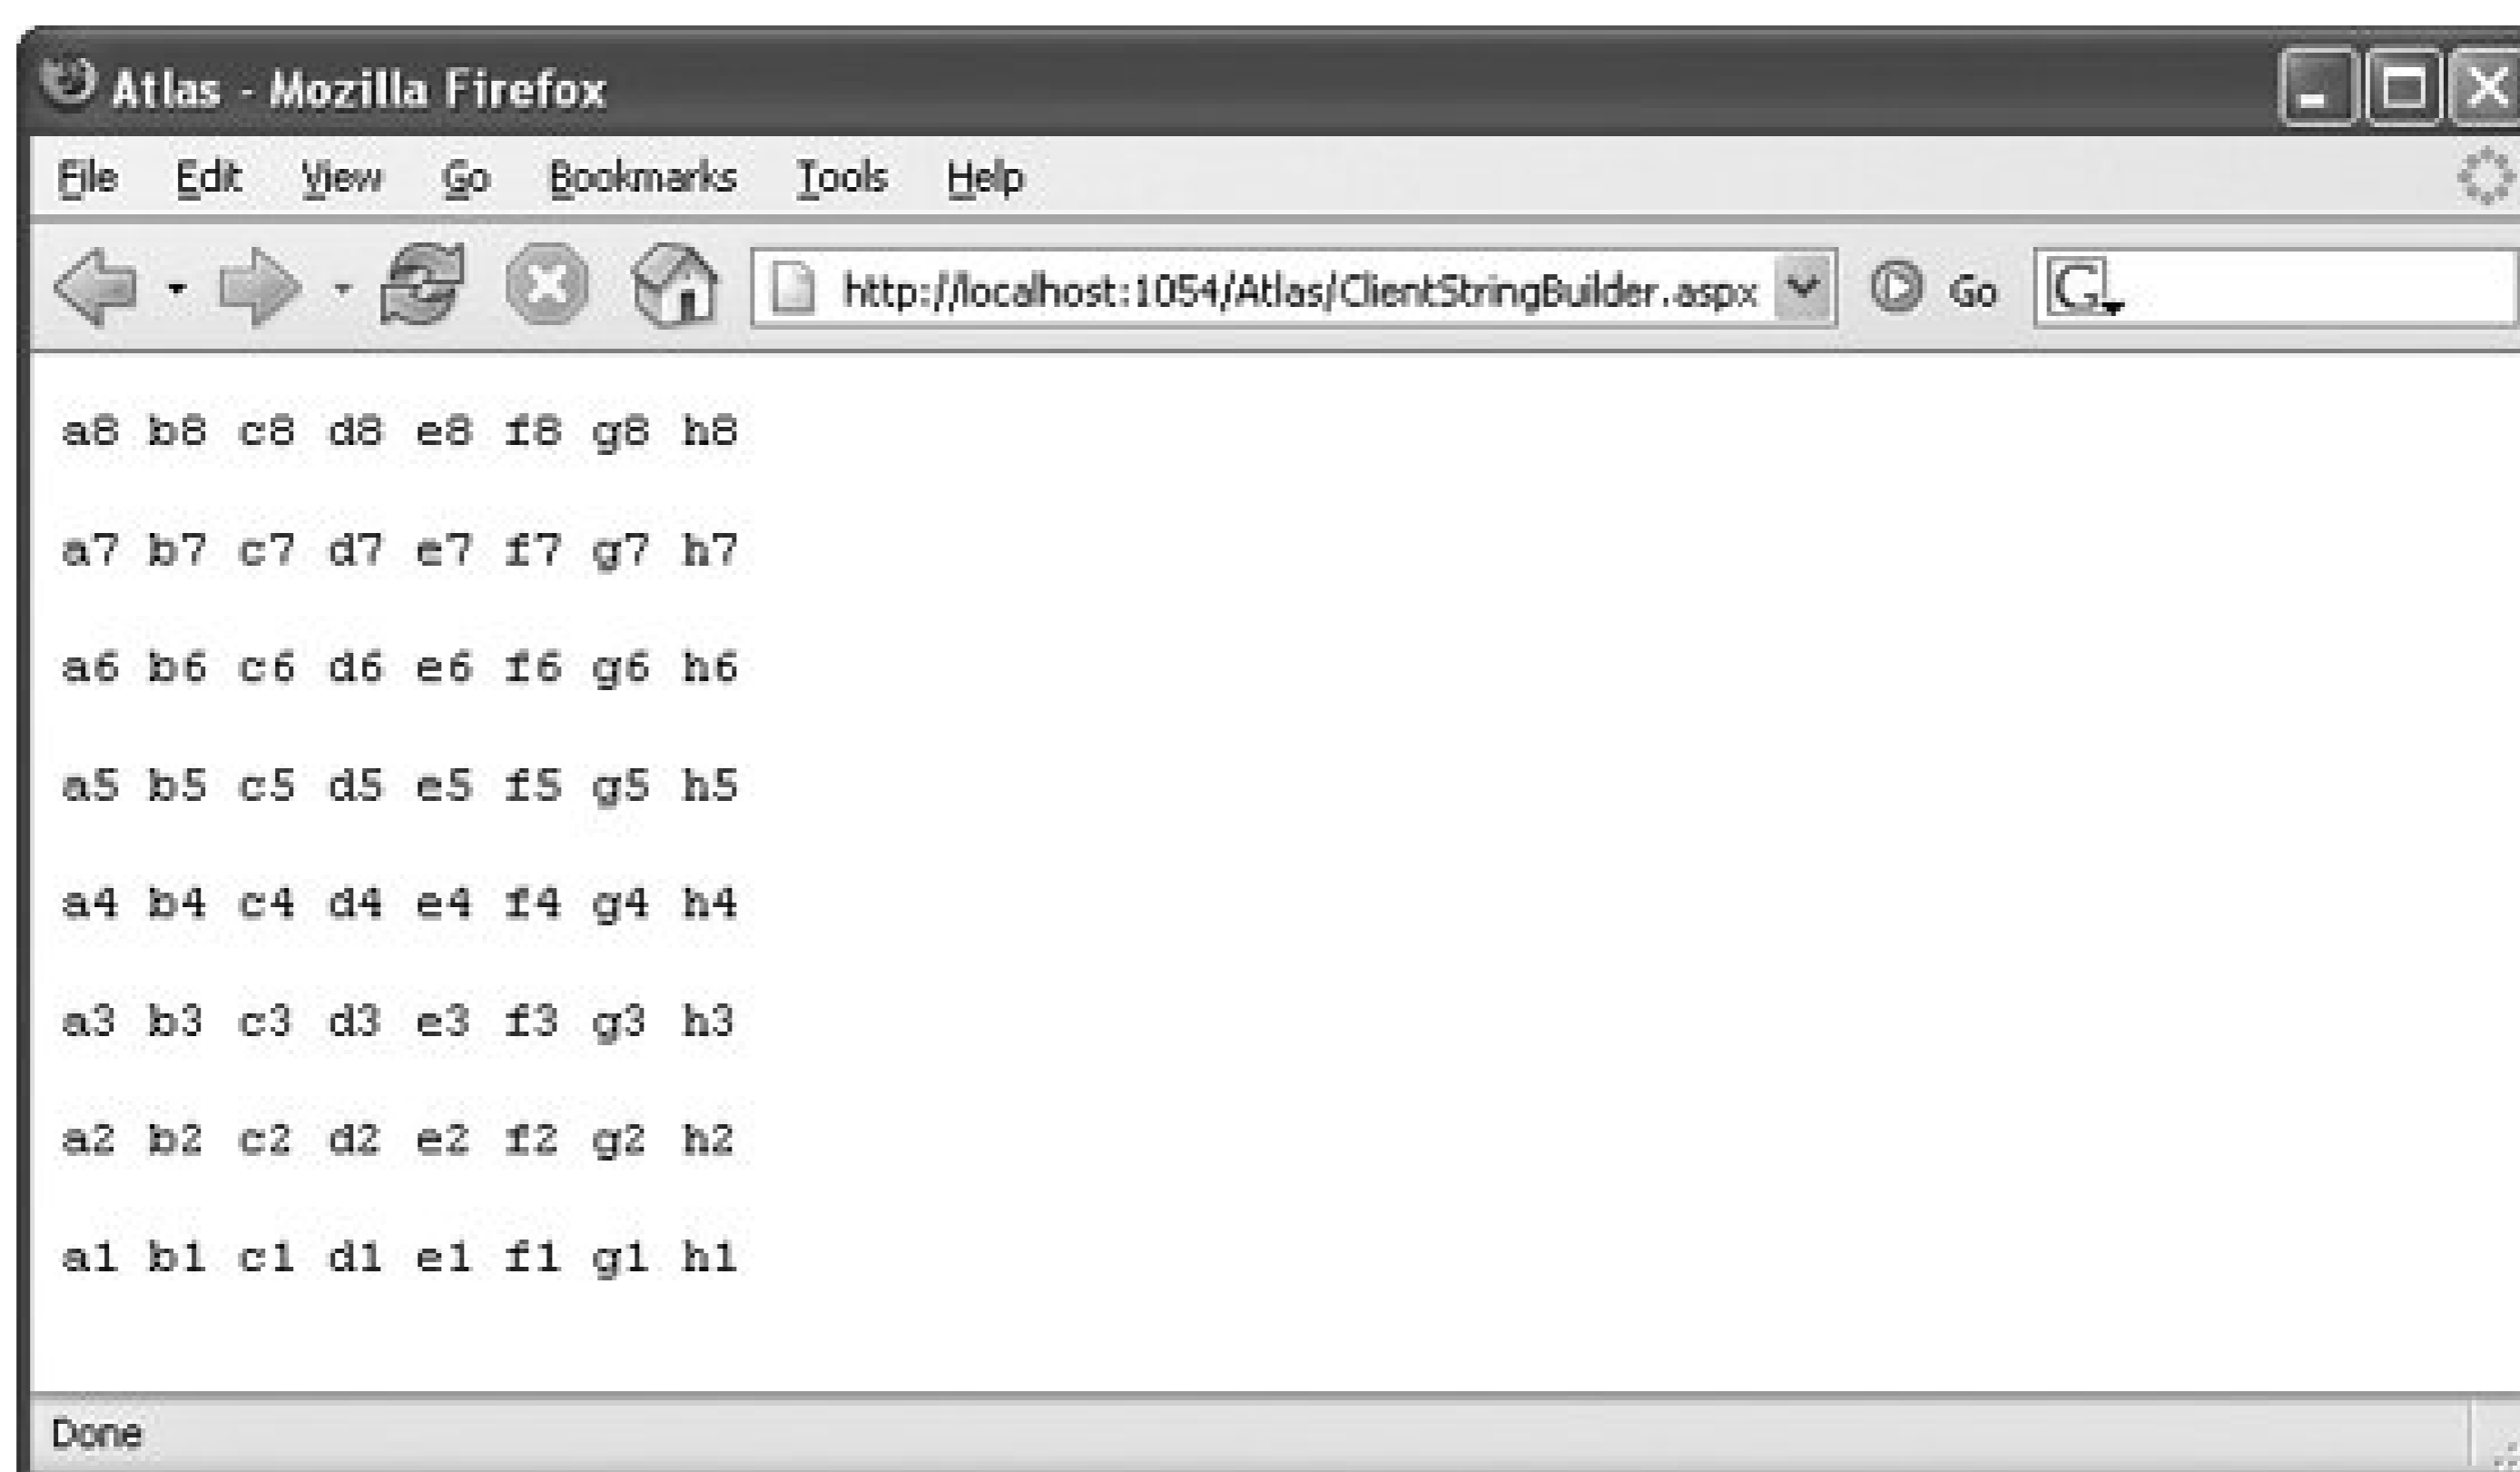 Atlas - Mozilla Firefox
File Edit View Go Bookmarks Tools Help
http://localhost:1054/Atlas/ClientStringBuilder.aspx Go G
a8 b8 c8 d8 e8 f8 g8 h8
a7 b7 c7 d7 e7 f7 g7 h7
a6 b6 c6 d6 e6 f6 g6 h6
a5 b5 c5 d5 e5 f5 g5 h5
a4 b4 c4 d4 e4 f4 g4 h4
a3 b3 c3 d3 e3 f3 g3 h3
a2 b2 c2 d2 e2 f2 g2 h2
a1 b1 c1 d1 e1 f1 g1 h1
Done